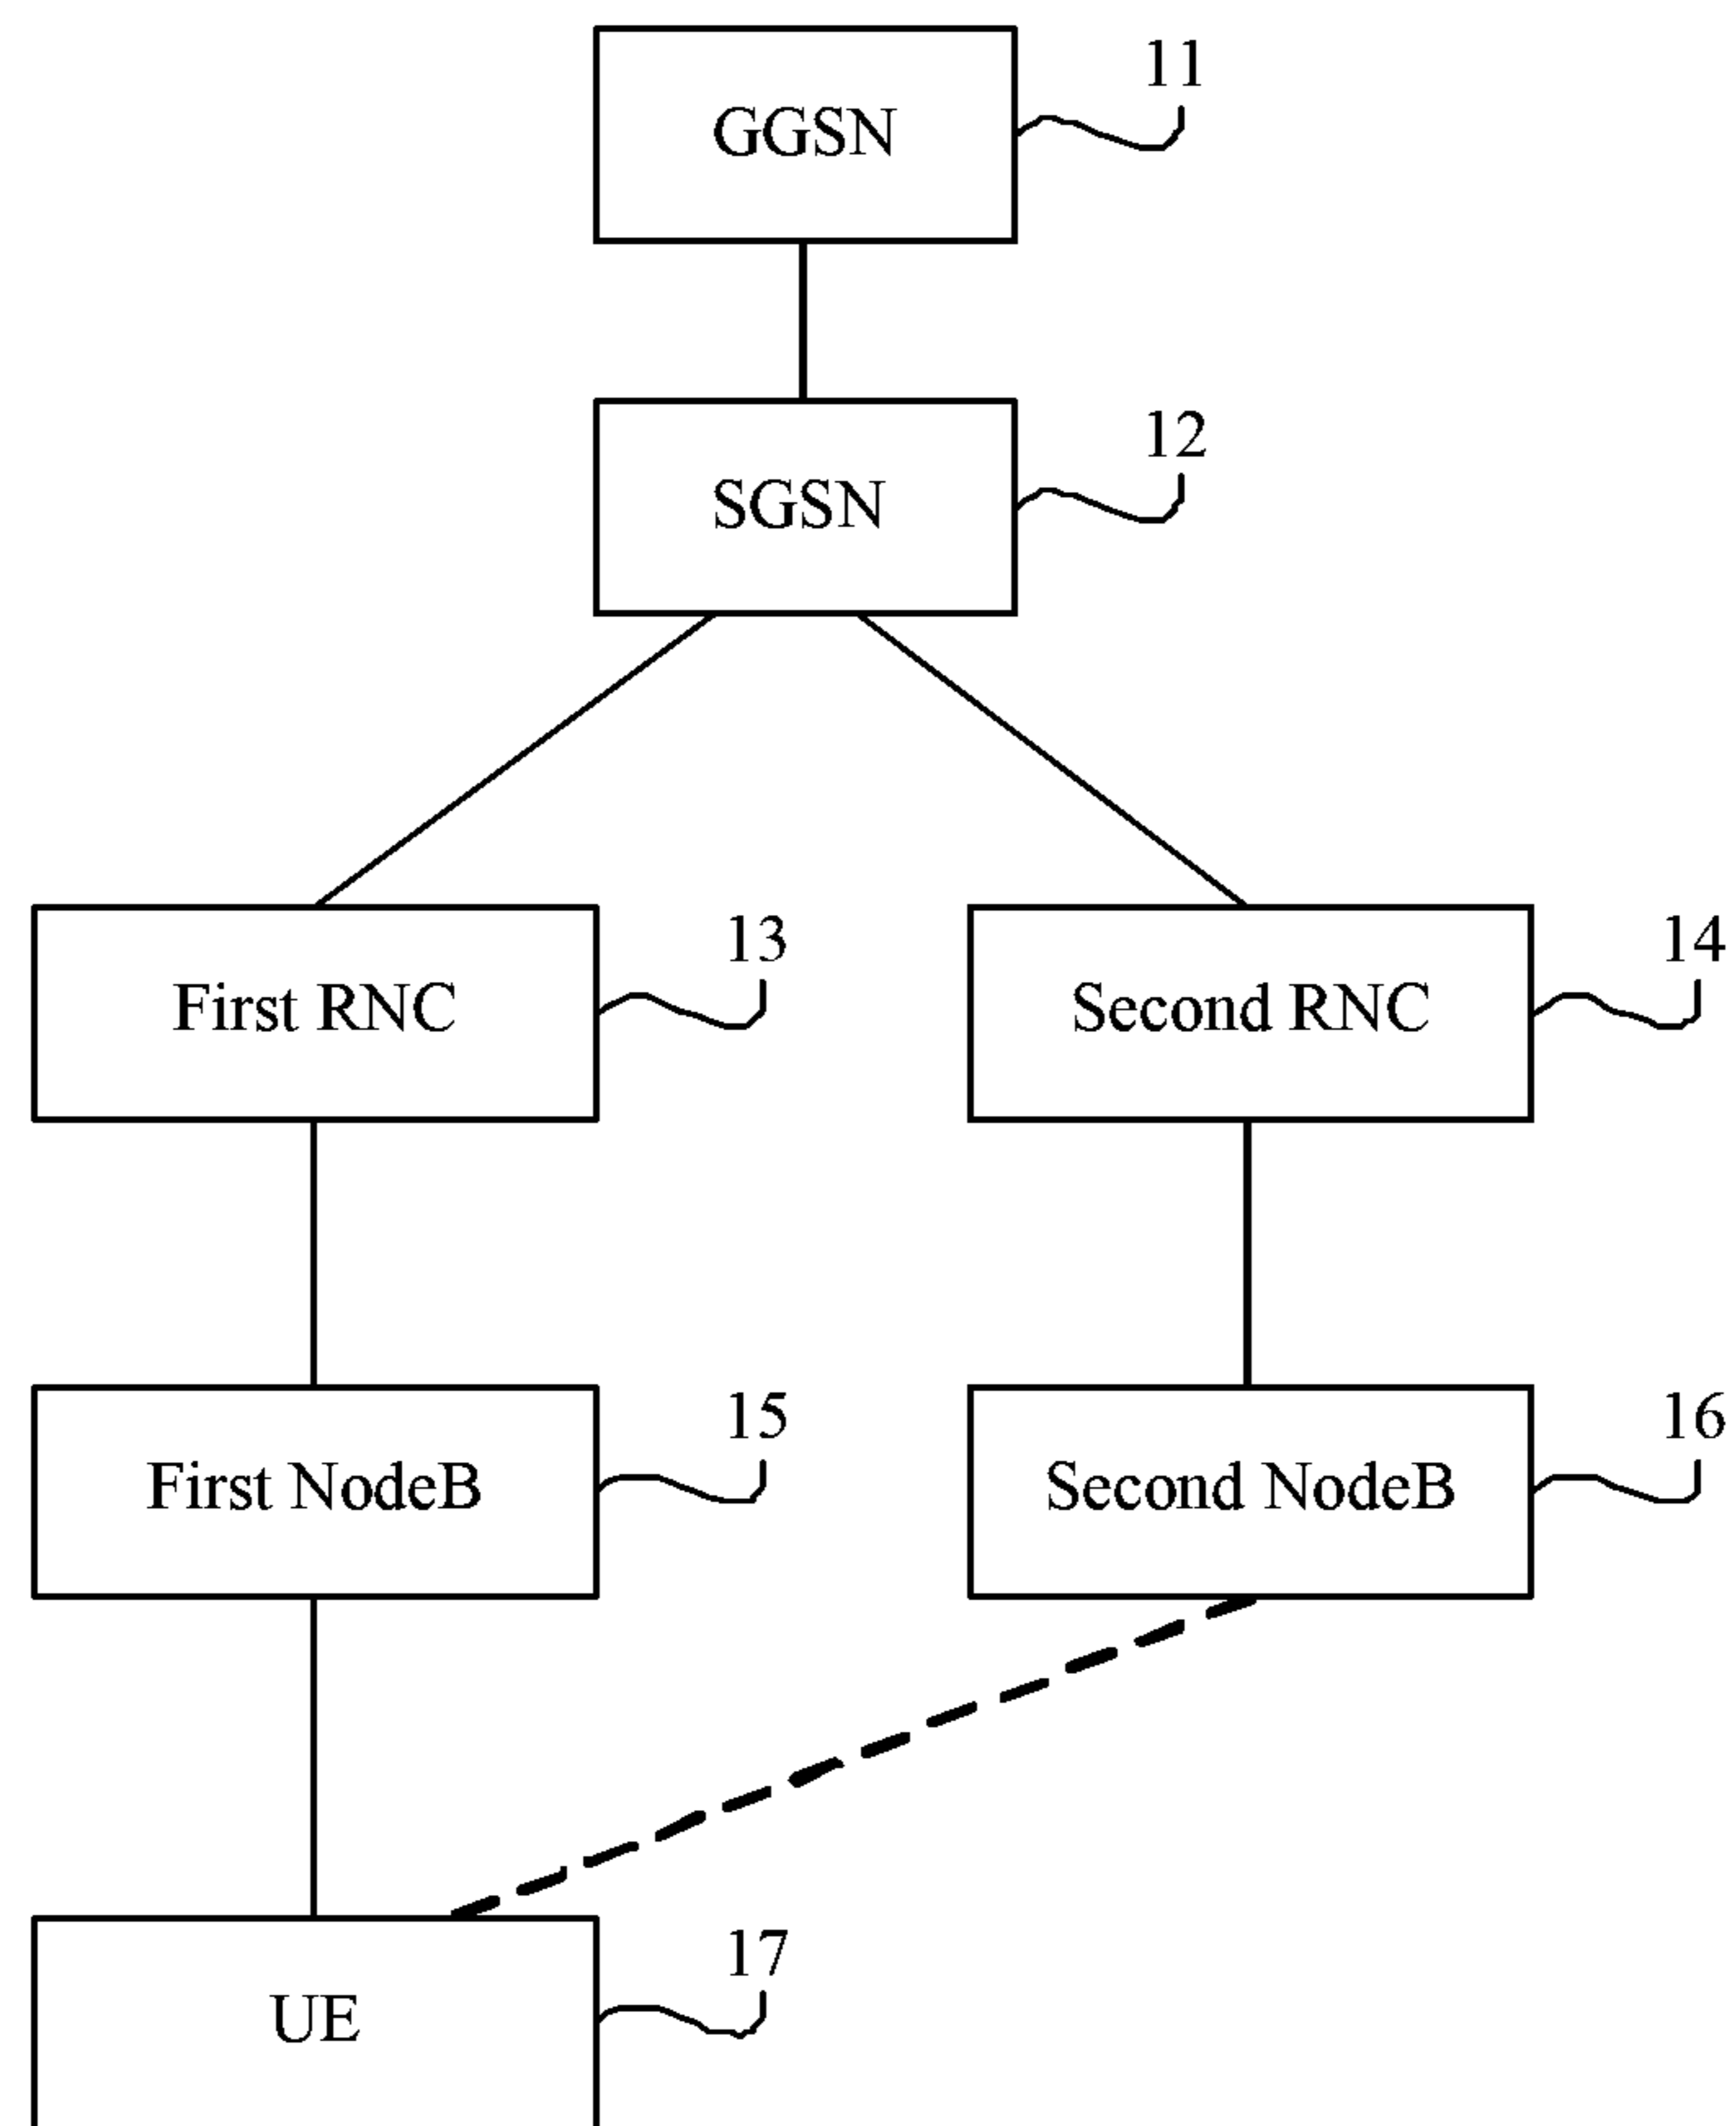 GGSN
11
SGSN
12
First RNC
13
Second RNC
14
First NodeB
15
Second NodeB
16
UE
17